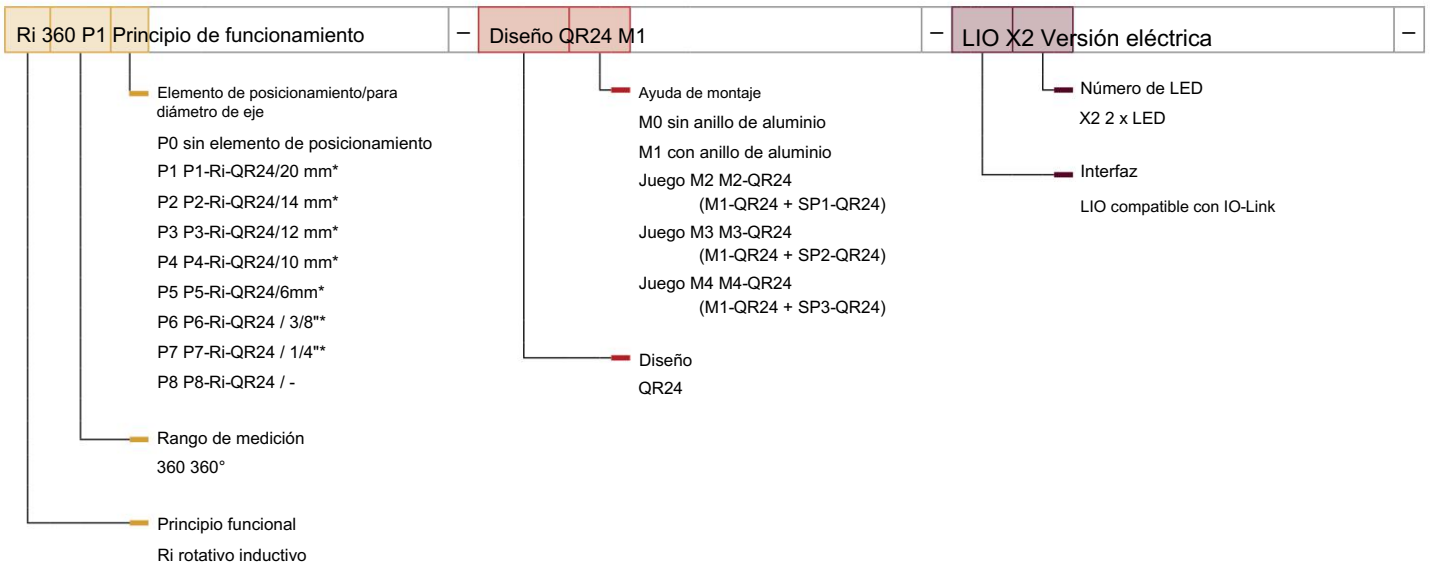 Ri 360 P1 Principio de funcionamiento – Diseño QR24 M1 – LIO X2 Versión eléctrica –
Elemento de posicionamiento/para
diámetro de eje
P0 sin elemento de posicionamiento
P1 P1-Ri-QR24/20 mm*
P2 P2-Ri-QR24/14 mm*
P3 P3-Ri-QR24/12 mm*
P4 P4-Ri-QR24/10 mm*
P5 P5-Ri-QR24/6mm*
P6 P6-Ri-QR24 / 3/8"*
P7 P7-Ri-QR24 / 1/4"*
P8 P8-Ri-QR24 / -
Rango de medición
360 360°
Principio funcional
Ri rotativo inductivo
Ayuda de montaje
M0 sin anillo de aluminio
M1 con anillo de aluminio
Juego M2 M2-QR24
(M1-QR24 + SP1-QR24)
Juego M3 M3-QR24
(M1-QR24 + SP2-QR24)
Juego M4 M4-QR24
(M1-QR24 + SP3-QR24)
Diseño
QR24
Número de LED
X2 2 x LED
Interfaz
LIO compatible con IO-Link